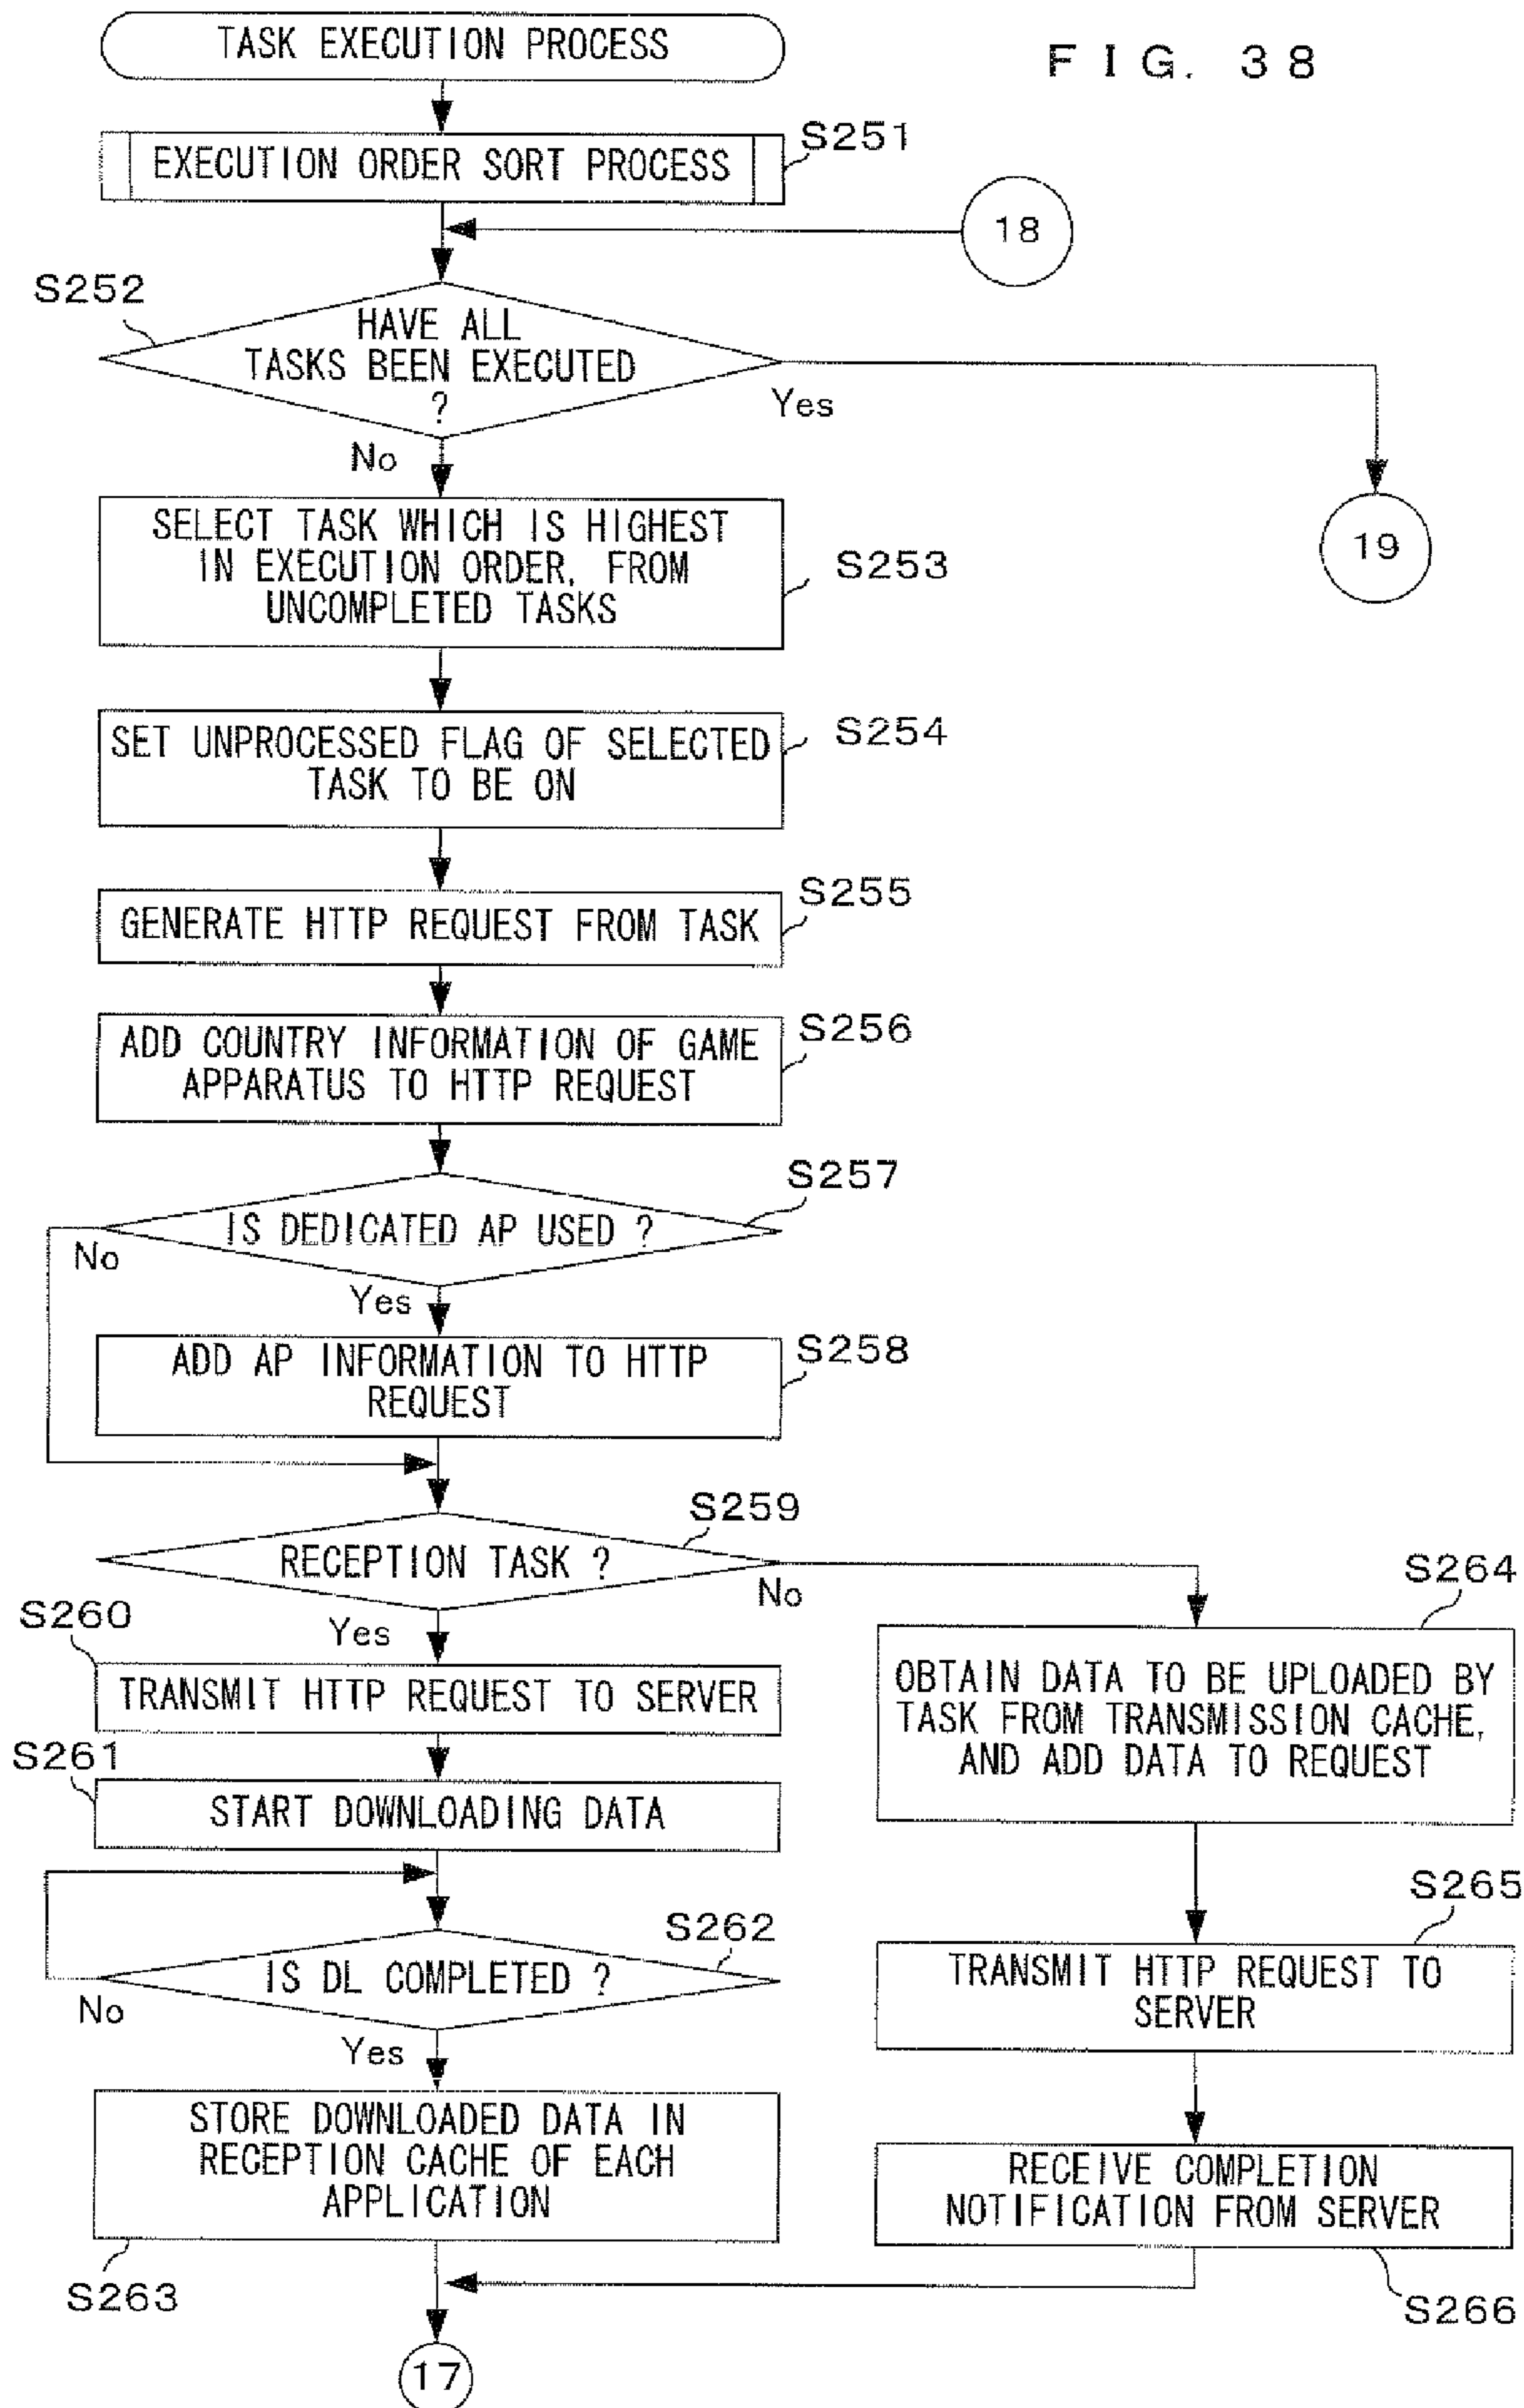 TASK EXECUTION PROCESS
FIG. 38
EXECUTION ORDER SORT PROCESS
S251
18
S252
HAVE ALL
TASKS BEEN EXECUTED
?
Yes
No
19
SELECT TASK WHICH IS HIGHEST
IN EXECUTION ORDER, FROM
UNCOMPLETED TASKS
S253
SET UNPROCESSED FLAG OF SELECTED
TASK TO BE ON
S254
GENERATE HTTP REQUEST FROM TASK
S255
ADD COUNTRY INFORMATION OF GAME
APPARATUS TO HTTP REQUEST
S256
IS DEDICATED AP USED ?
S257
No
Yes
ADD AP INFORMATION TO HTTP
REQUEST
S258
RECEPTION TASK ?
S259
No
Yes
S260
TRANSMIT HTTP REQUEST TO SERVER
S261
START DOWNLOADING DATA
IS DL COMPLETED ?
S262
No
Yes
STORE DOWNLOADED DATA IN
RECEPTION CACHE OF EACH
APPLICATION
S263
S264
OBTAIN DATA TO BE UPLOADED BY
TASK FROM TRANSMISSION CACHE,
AND ADD DATA TO REQUEST
S265
TRANSMIT HTTP REQUEST TO
SERVER
RECEIVE COMPLETION
NOTIFICATION FROM SERVER
S266
17